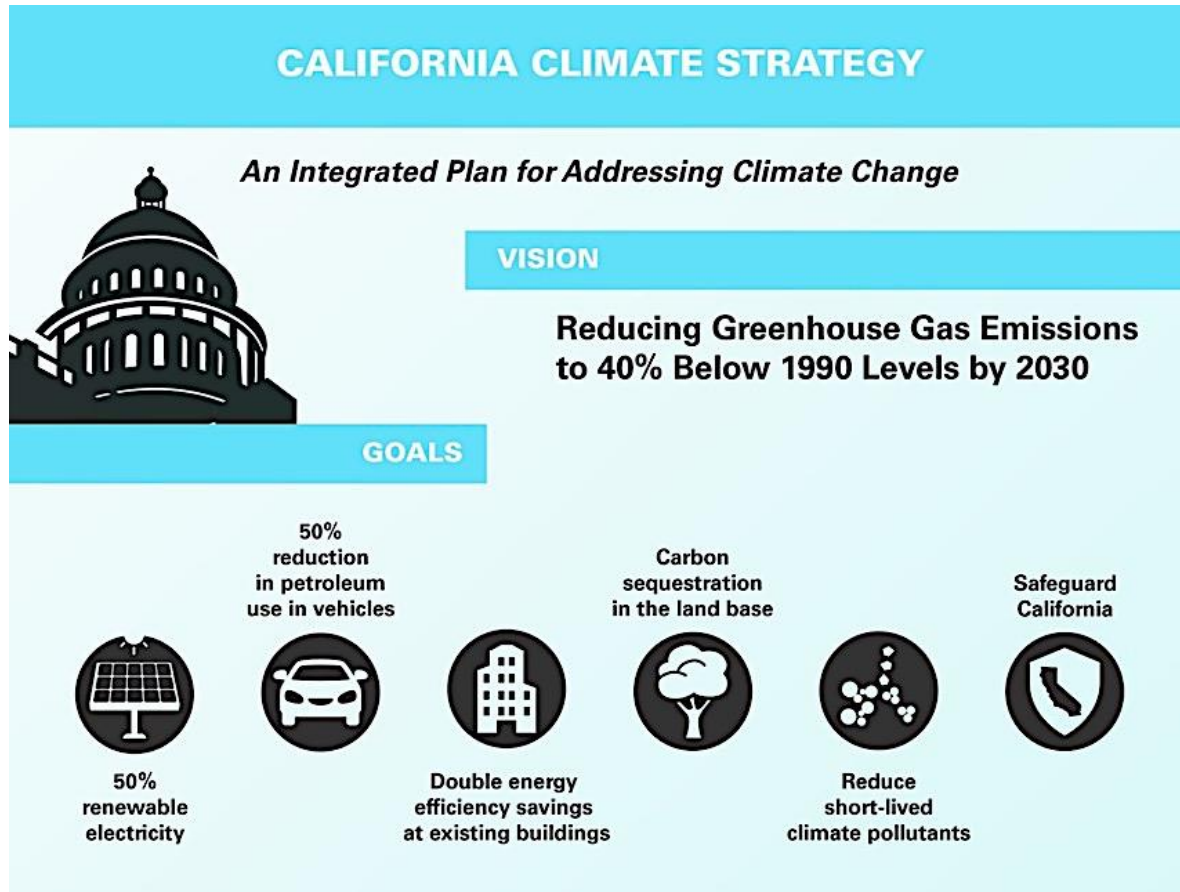 CALIFORNIA CLIMATE STRATEGY
An Integrated Plan for Addressing Climate Change
VISION
Reducing Greenhouse Gas Emissions
to 40% Below 1990 Levels by 2030
GOALS
50%
renewable
electricity
50%
reduction
in petroleum
use in vehicles
Double energy
efficiency savings
at existing buildings
Carbon
sequestration
in the land base
Reduce
short-lived
climate pollutants
Safeguard
California